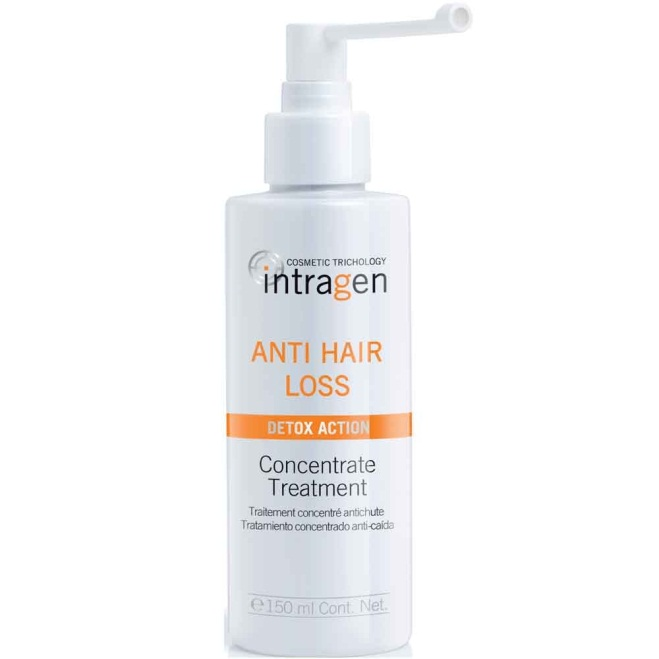 COSMETIC TRICHOLOGY
intragen
ANTI HAIR
LOSS
DETOX ACTION
Concentrate
Treatment
Traitement concentré antichute
Tratamiento concentrado anti-caída
℮150 ml Cont. Net.